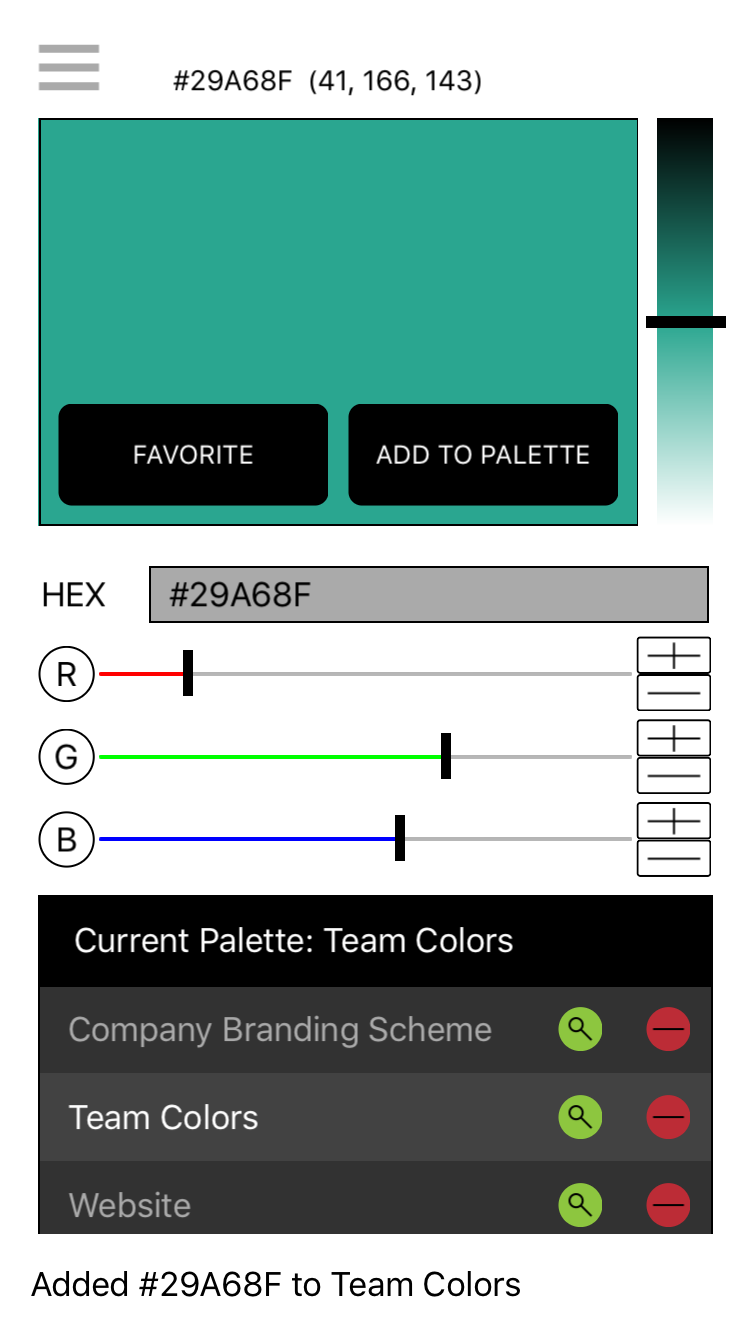 #29A68F (41, 166, 143)
FAVORITE
ADD TO PALETTE
HEX
#29A68F
R
G
B
Current Palette: Team Colors
Company Branding Scheme
Team Colors
Website
Added #29A68F to Team Colors